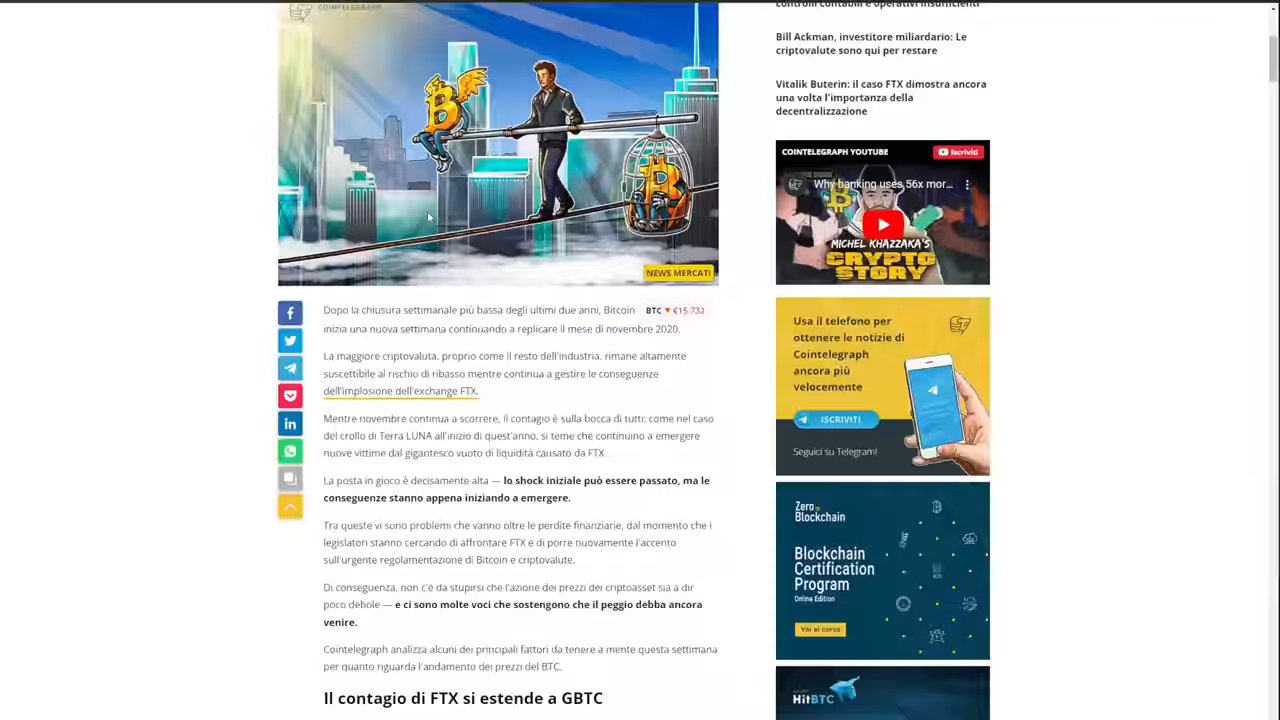 COINTELEGRAPH
NEWS MERCATI
Dopo la chiusura settimanale più bassa degli ultimi due anni, Bitcoin BTC ▼ €15.732
inizia una nuova settimana continuando a replicare il mese di novembre 2020.
La maggiore criptovaluta, proprio come il resto dell'industria, rimane altamente
suscettibile al rischio di ribasso mentre continua a gestire le conseguenze
dell'implosione dell'exchange FTX.
Mentre novembre continua a scorrere, il contagio è sulla bocca di tutti: come nel caso
del crollo di Terra LUNA all'inizio di quest'anno, si teme che continuino a emergere
nuove vittime dal gigantesco vuoto di liquidità causato da FTX.
La posta in gioco è decisamente alta — lo shock iniziale può essere passato, ma le
conseguenze stanno appena iniziando a emergere.
Tra queste vi sono problemi che vanno oltre le perdite finanziarie, dal momento che i
legislatori stanno cercando di affrontare FTX e di porre nuovamente l'accento
sull'urgente regolamentazione di Bitcoin e criptovalute.
Di conseguenza, non c'è da stupirsi che l'azione dei prezzi dei criptoasset sia a dir
poco debole — e ci sono molte voci che sostengono che il peggio debba ancora
venire.
Cointelegraph analizza alcuni dei principali fattori da tenere a mente questa settimana
per quanto riguarda l'andamento dei prezzi del BTC.
Il contagio di FTX si estende a GBTC
controlli contabili e operativi insufficienti
Bill Ackman, investitore miliardario: Le
criptovalute sono qui per restare
Vitalik Buterin: il caso FTX dimostra ancora
una volta l'importanza della
decentralizzazione
COINTELEGRAPH YOUTUBE
Iscriviti
Why banking uses 56x mor...
MICHEL KHAZZAKA'S
CRYPTO
STORY
Usa il telefono per
ottenere le notizie di
Cointelegraph
ancora più
velocemente
ISCRIVITI
Seguici su Telegram!
Zero
Blockchain
Blockchain
Certification
Program
Online Edition
Vai al corso
HitBTC